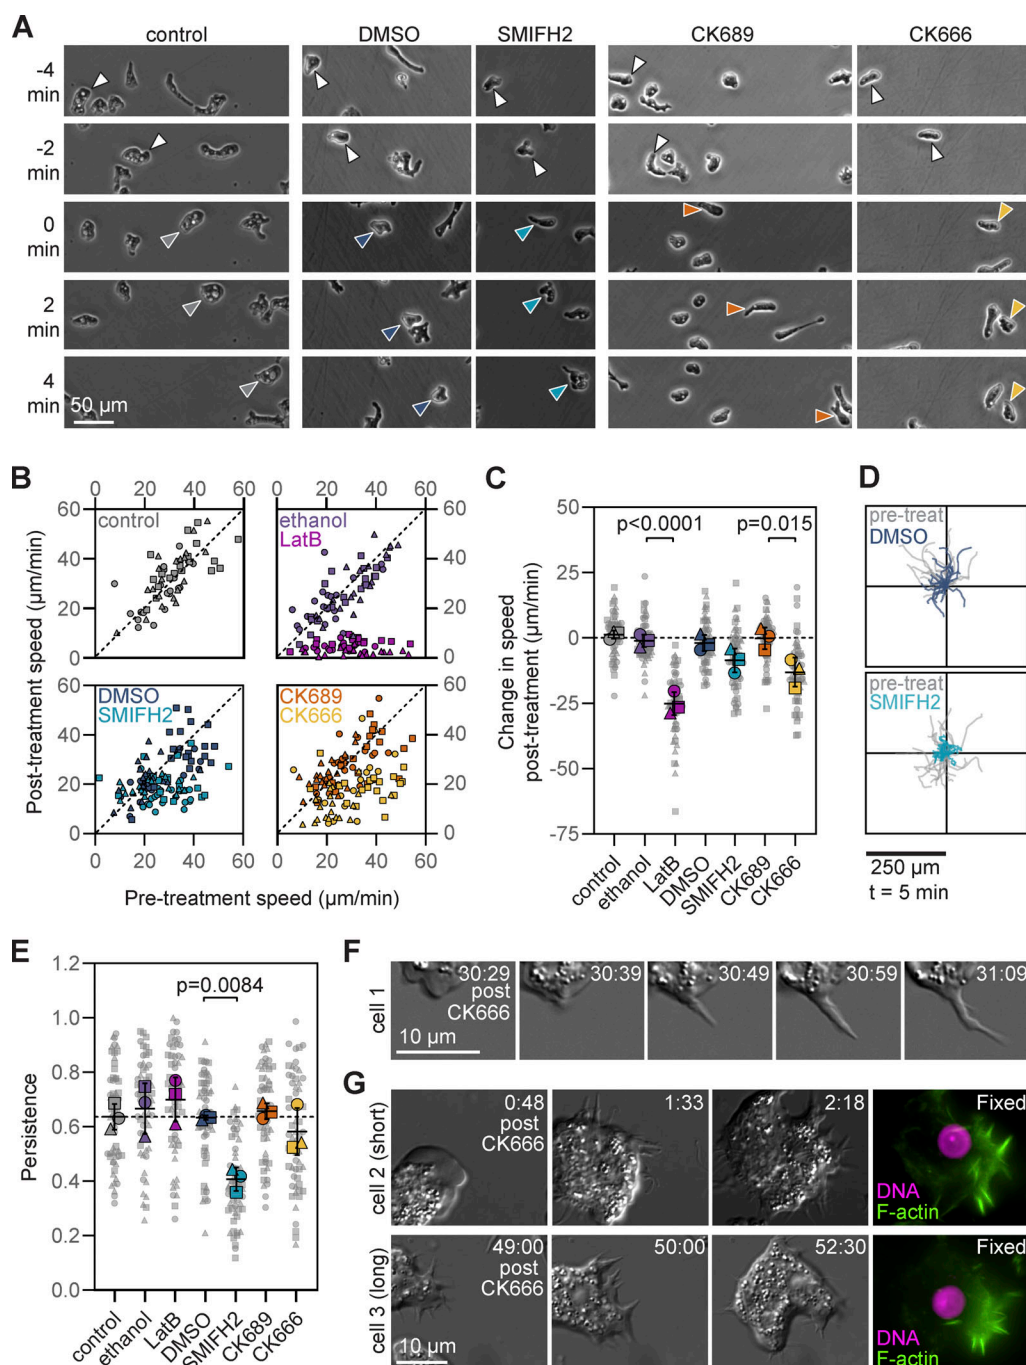 A
control DMSO SMIFH2 CK689 CK666
-4
min
-2
min
0
min
2
min
4
min
50 µm
B
0 20 40 60 0 20 40 60
60 control ethanol 60
LatB
40 40
20 20
0 0
60 DMSO CK689 60
SMIFH2 CK666
40 40
20 20
0 0
0 20 40 60 0 20 40 60
Post-treatment speed (µm/min)
Pre-treatment speed (µm/min)
C
50
25
0
-25
-50
-75
Change in speed
post-treatment (µm/min)
p<0.0001 p=0.015
control
ethanol
LatB
DMSO
SMIFH2
CK689
CK666
D
pre-treat
DMSO
pre-treat
SMIFH2
250 µm
t = 5 min
E
1.2
1.0
0.8
0.6
0.4
0.2
0.0
Persistence
p=0.0084
control
ethanol
LatB
DMSO
SMIFH2
CK689
CK666
F
cell 1
30:29 30:39 30:49 30:59 31:09
post
CK666
10 µm
G
cell 2 (short)
0:48 1:33 2:18 Fixed
post
CK666
DNA
F-actin
cell 3 (long)
49:00 50:00 52:30 Fixed
post
CK666
10 µm
DNA
F-actin